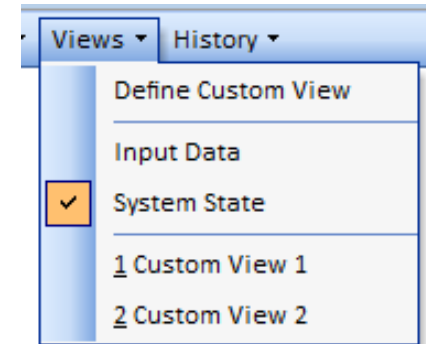 Views History
Define Custom View
Input Data
System State
1 Custom View 1
2 Custom View 2